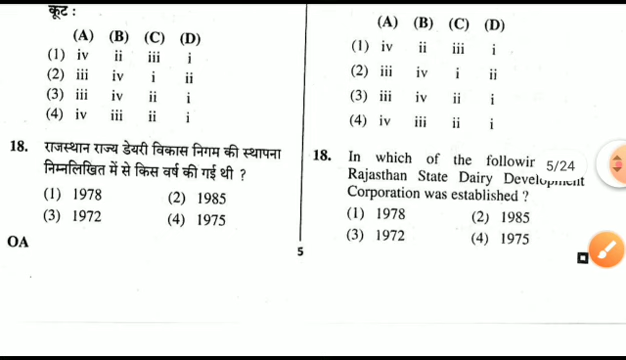 कूट :
(A) (B) (C) (D)
(1) iv ii iii i
(2) iii iv i ii
(3) iii iv ii i
(4) iv iii ii i
18. राजस्थान राज्य डेयरी विकास निगम की स्थापना
निम्नलिखित में से किस वर्ष की गई थी ?
(1) 1978 (2) 1985
(3) 1972 (4) 1975
OA
5
(A) (B) (C) (D)
(1) iv ii iii i
(2) iii iv i ii
(3) iii iv ii i
(4) iv iii ii i
18. In which of the followin 5/24
Rajasthan State Dairy Development
Corporation was established ?
(1) 1978 (2) 1985
(3) 1972 (4) 1975